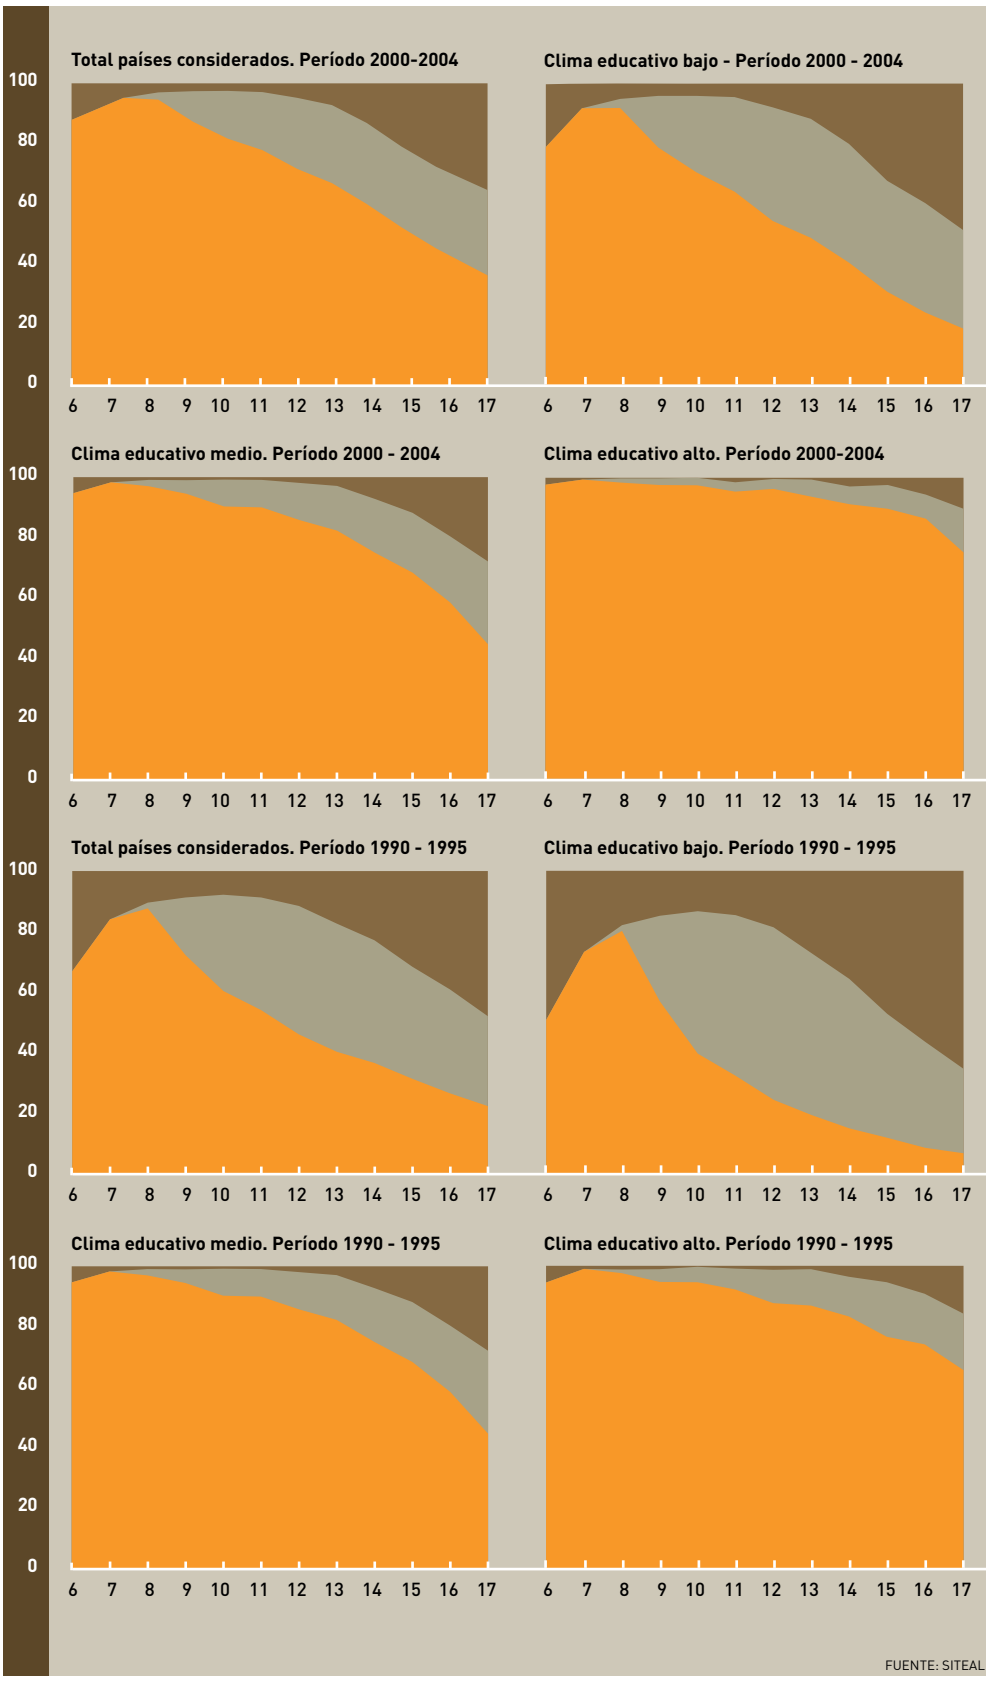 Total países considerados. Período 2000-2004
Clima educativo bajo - Período 2000 - 2004
100
80
60
40
20
0
6 7 8 9 10 11 12 13 14 15 16 17
6 7 8 9 10 11 12 13 14 15 16 17
Clima educativo medio. Período 2000 - 2004
Clima educativo alto. Período 2000-2004
100
80
60
40
20
0
6 7 8 9 10 11 12 13 14 15 16 17
6 7 8 9 10 11 12 13 14 15 16 17
Total países considerados. Período 1990 - 1995
Clima educativo bajo. Período 1990 - 1995
100
80
60
40
20
0
6 7 8 9 10 11 12 13 14 15 16 17
6 7 8 9 10 11 12 13 14 15 16 17
Clima educativo medio. Período 1990 - 1995
Clima educativo alto. Período 1990 - 1995
100
80
60
40
20
0
6 7 8 9 10 11 12 13 14 15 16 17
6 7 8 9 10 11 12 13 14 15 16 17
FUENTE: SITEAL